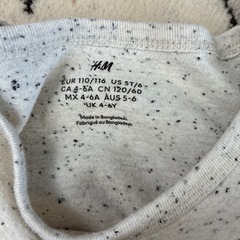 H&M
EUR 110/116 US 5T/6
CA 4-6A CN 120/60
MX 4-6A AUS 5-6
*UK 4-6Y
Made in Bangladesh
Fabriqué au Bangladesh